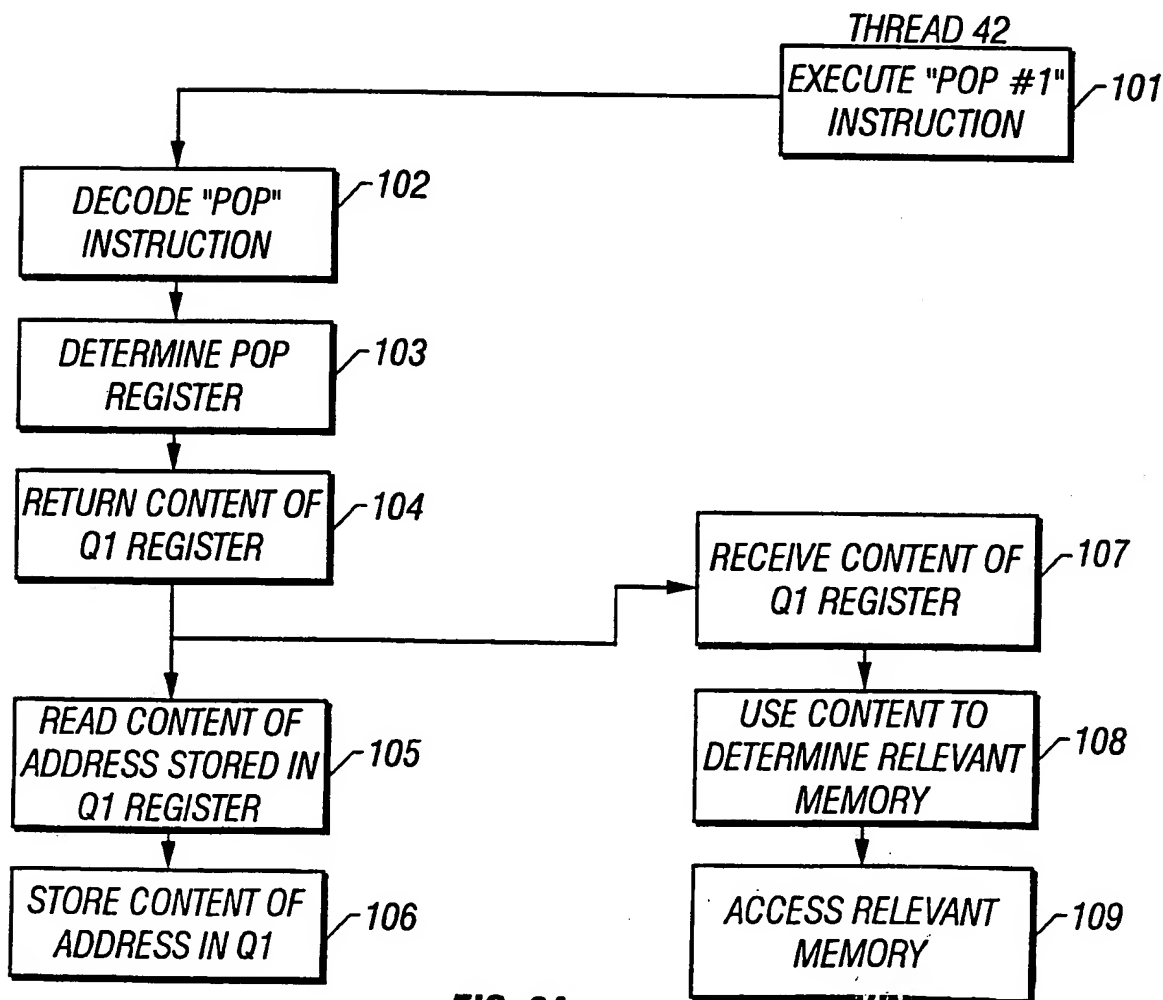 THREAD 42
EXECUTE "POP #1"
INSTRUCTION
101
DECODE "POP"
INSTRUCTION
102
DETERMINE POP
REGISTER
103
RETURN CONTENT OF
Q1 REGISTER
104
RECEIVE CONTENT OF
Q1 REGISTER
107
READ CONTENT OF
ADDRESS STORED IN
Q1 REGISTER
105
USE CONTENT TO
DETERMINE RELEVANT
MEMORY
108
STORE CONTENT OF
ADDRESS IN Q1
106
ACCESS RELEVANT
MEMORY
109